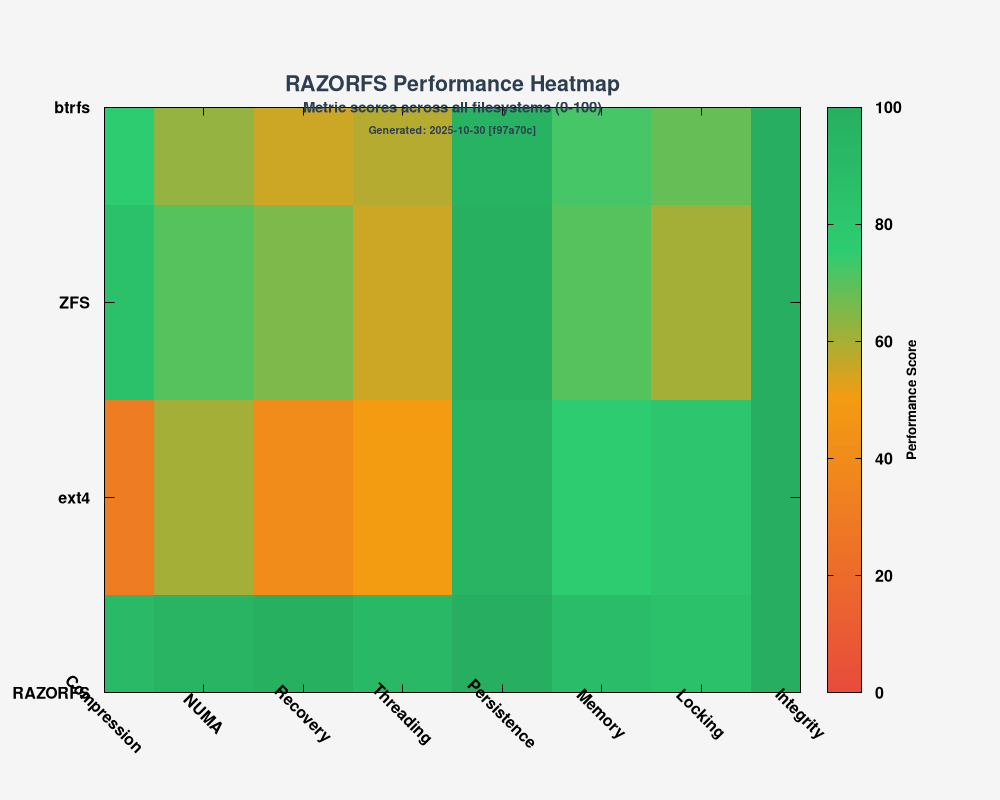 RAZORFS Performance Heatmap
Metric scores across all filesystems (0-100)
Generated: 2025-10-30 [f97a70c]
btrfs
ZFS
ext4
RAZORFS
Compression
NUMA
Recovery
Threading
Persistence
Memory
Locking
Integrity
100
80
60
40
20
0
Performance Score